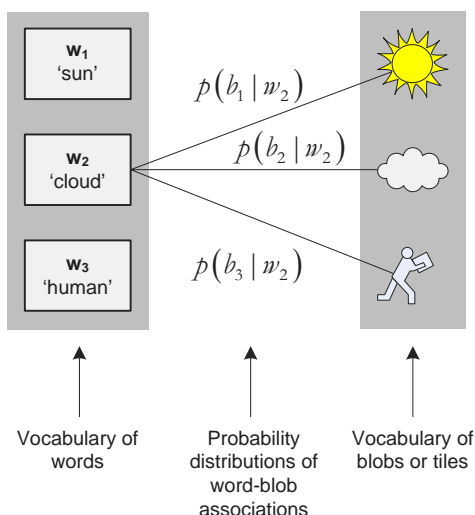 w₁
'sun'
p(b₁ | w₂)
w₂
'cloud'
p(b₂ | w₂)
w₃
'human'
p(b₃ | w₂)
Vocabulary of
words
Probability
distributions of
word-blob
associations
Vocabulary of
blobs or tiles